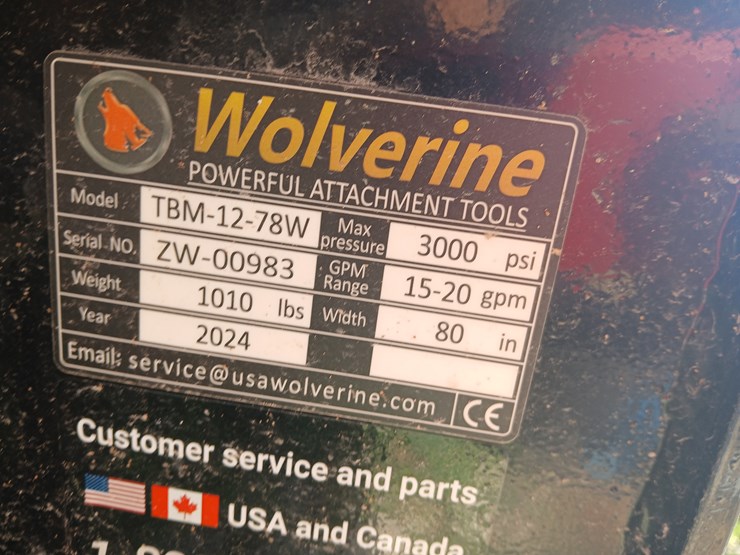 Wolverine
POWERFUL ATTACHMENT TOOLS
Model TBM-12-78W Max pressure 3000 psi
Serial NO. ZW-00983 GPM Range 15-20 gpm
Weight 1010 lbs Width 80 in
Year 2024
Email: service@usawolverine.com CE
Customer service and parts
USA and Canada